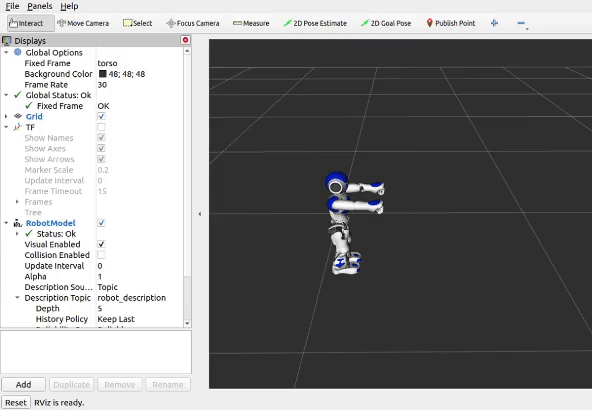 File Panels Help
Interact Move Camera Select Focus Camera Measure 2D Pose Estimate 2D Goal Pose Publish Point
Displays
Global Options
Fixed Frame torso
Background Color 48; 48; 48
Frame Rate 30
Global Status: Ok
Fixed Frame OK
Grid
TF
Show Names
Show Axes
Show Arrows
Marker Scale 0.2
Update Interval 0
Frame Timeout 15
Frames
Tree
RobotModel
Status: Ok
Visual Enabled
Collision Enabled
Update Interval 0
Alpha 1
Description Sou... Topic
Description Topic robot_description
Depth 5
History Policy Keep Last
Add Duplicate Remove Rename
Reset RViz is ready.